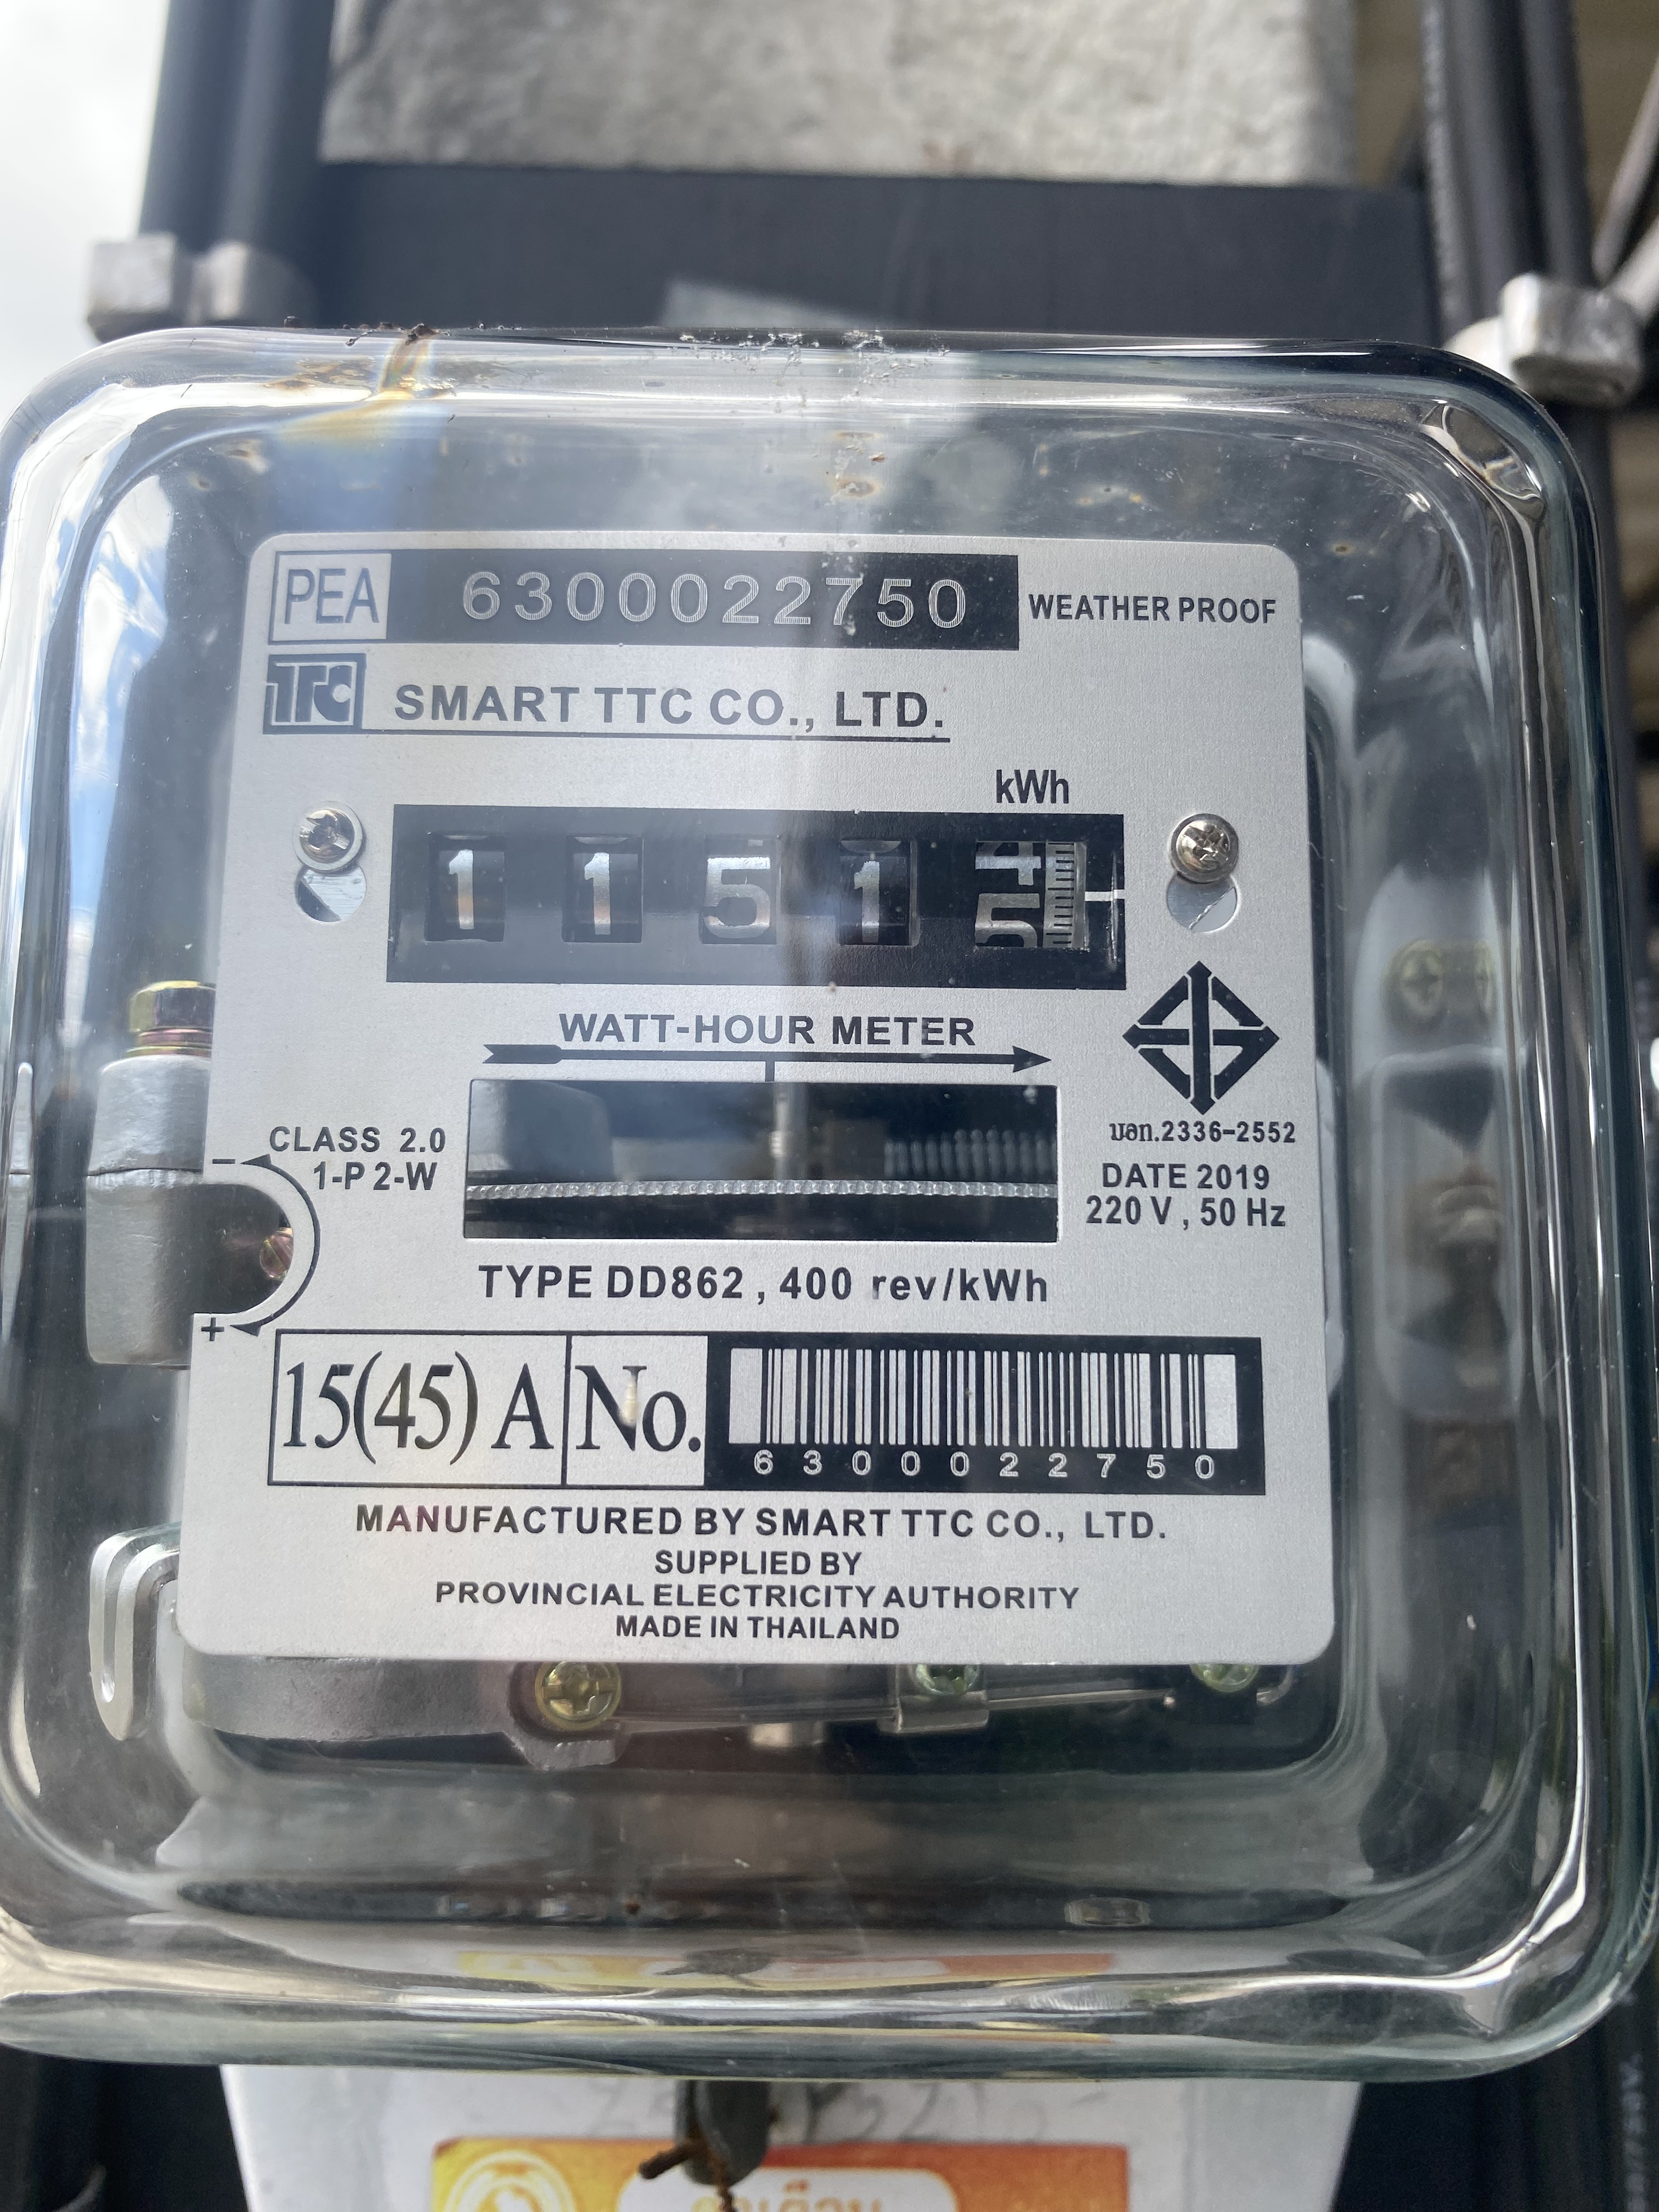 PEA 6300022750 WEATHER PROOF
TTC SMART TTC CO., LTD.
kWh
1 1 5 1 4
5
WATT-HOUR METER
CLASS 2.0
1-P 2-W
มอก.2336-2552
DATE 2019
220 V , 50 Hz
− +
TYPE DD862 , 400 rev/kWh
15(45) A No.
6300022750
MANUFACTURED BY SMART TTC CO., LTD.
SUPPLIED BY
PROVINCIAL ELECTRICITY AUTHORITY
MADE IN THAILAND